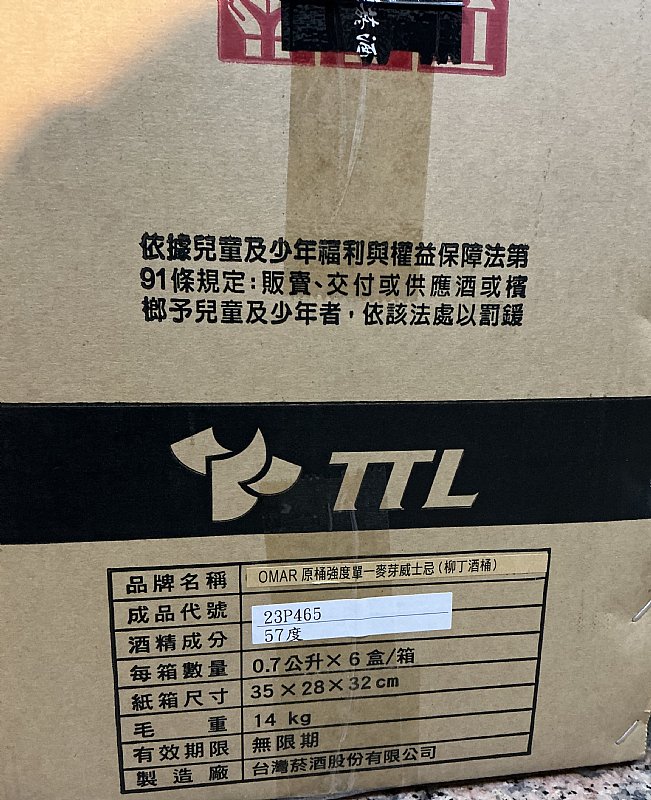 依據兒童及少年福利與權益保障法第
91條規定:販賣、交付或供應酒或檳
榔予兒童及少年者,依該法處以罰鍰
TTL
品牌名稱 OMAR 原桶強度單一麥芽威士忌(柳丁酒桶)
成品代號 23P465
酒精成分 57度
每箱數量 0.7公升×6盒/箱
紙箱尺寸 35×28×32cm
毛重 14 kg
有效期限 無限期
製造廠 台灣菸酒股份有限公司